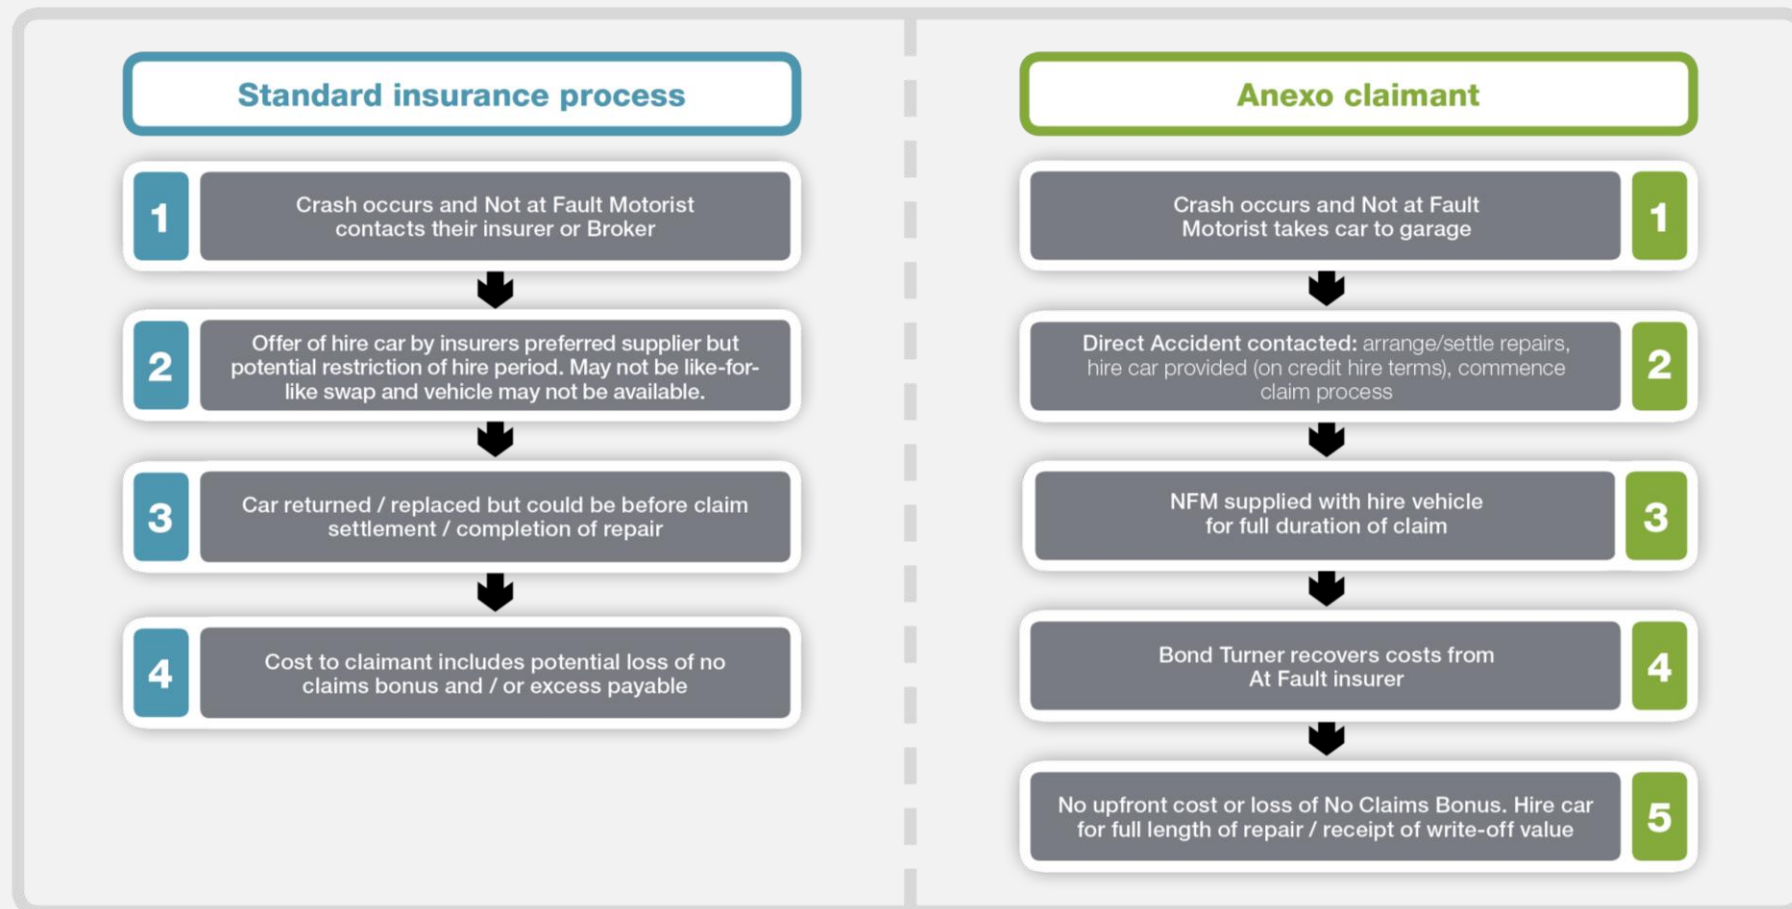 Standard insurance process
1
Crash occurs and Not at Fault Motorist
contacts their insurer or Broker
2
Offer of hire car by insurers preferred supplier but
potential restriction of hire period. May not be like-for-
like swap and vehicle may not be available.
3
Car returned / replaced but could be before claim
settlement / completion of repair
4
Cost to claimant includes potential loss of no
claims bonus and / or excess payable
Anexo claimant
Crash occurs and Not at Fault
Motorist takes car to garage
1
Direct Accident contacted: arrange/settle repairs,
hire car provided (on credit hire terms), commence
claim process
2
NFM supplied with hire vehicle
for full duration of claim
3
Bond Turner recovers costs from
At Fault insurer
4
No upfront cost or loss of No Claims Bonus. Hire car
for full length of repair / receipt of write-off value
5